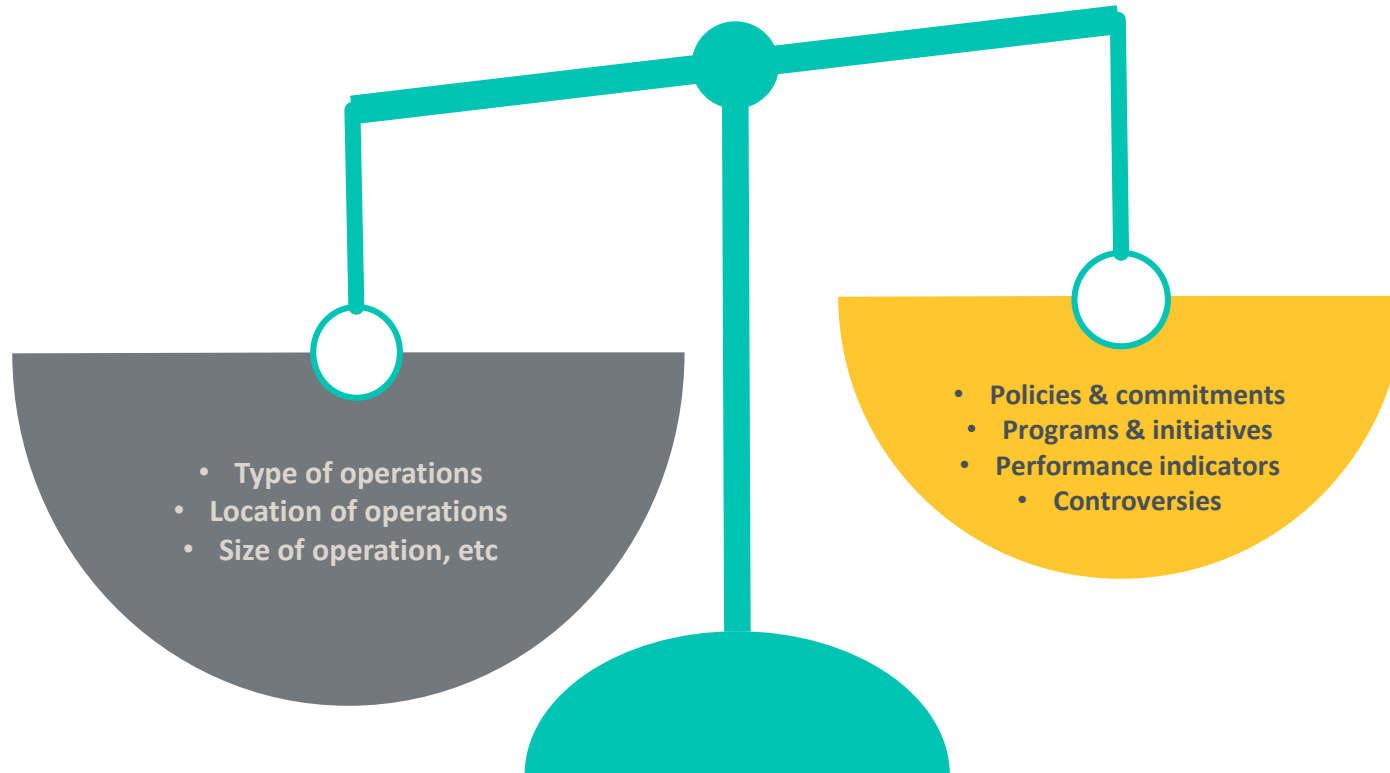 • Type of operations
• Location of operations
• Size of operation, etc
• Policies & commitments
• Programs & initiatives
• Performance indicators
• Controversies